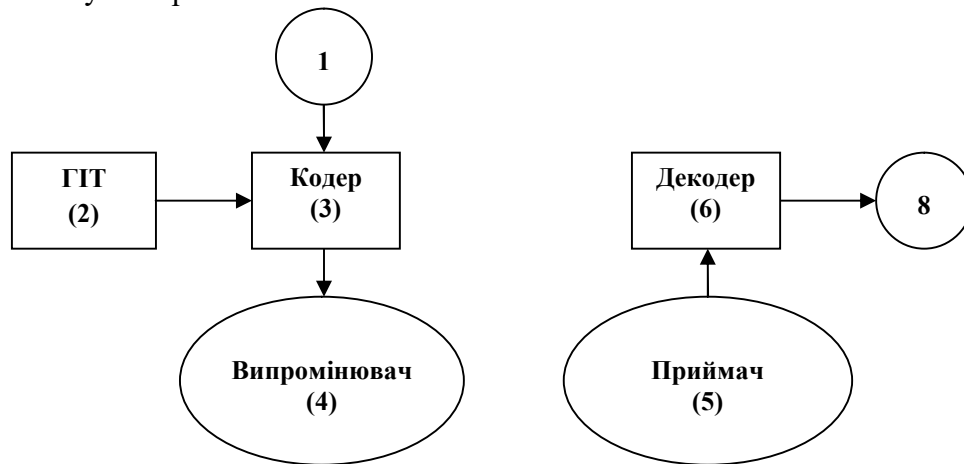 1
ГІТ
(2)
Кодер
(3)
Декодер
(6)
8
Випромінювач
(4)
Приймач
(5)